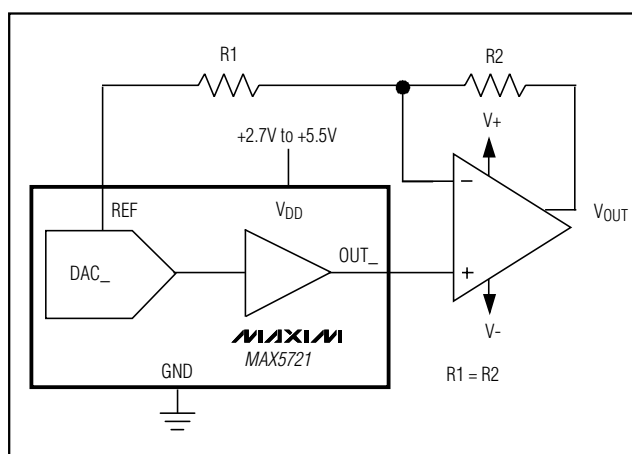 R1
R2
V+
+2.7V to +5.5V
REF
VDD
−
VOUT
DAC_
OUT_
+
MAXIM
MAX5721
V-
GND
R1 = R2